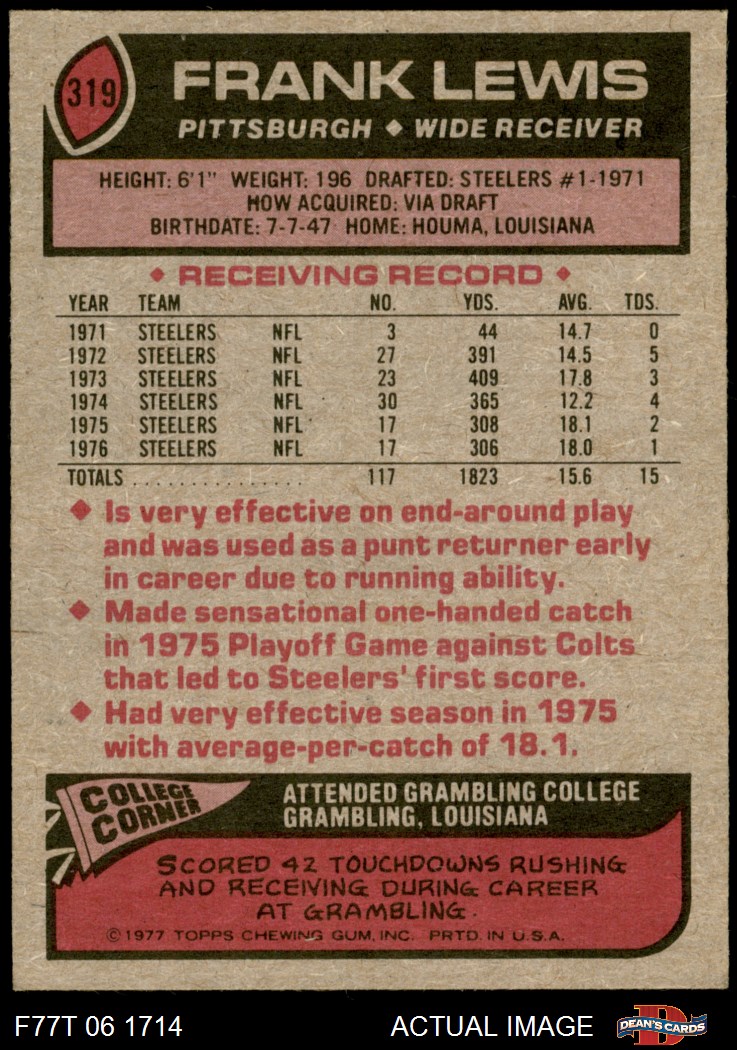 319
FRANK LEWIS
PITTSBURGH ◆ WIDE RECEIVER
HEIGHT: 6'1" WEIGHT: 196 DRAFTED: STEELERS #1-1971
HOW ACQUIRED: VIA DRAFT
BIRTHDATE: 7-7-47 HOME: HOUMA, LOUISIANA
◆ RECEIVING RECORD ◆
YEAR TEAM NO. YDS. AVG. TDS.
1971 STEELERS NFL 3 44 14.7 0
1972 STEELERS NFL 27 391 14.5 5
1973 STEELERS NFL 23 409 17.8 3
1974 STEELERS NFL 30 365 12.2 4
1975 STEELERS NFL 17 308 18.1 2
1976 STEELERS NFL 17 306 18.0 1
TOTALS ................ 117 1823 15.6 15
◆ Is very effective on end-around play
and was used as a punt returner early
in career due to running ability.
◆ Made sensational one-handed catch
in 1975 Playoff Game against Colts
that led to Steelers' first score.
◆ Had very effective season in 1975
with average-per-catch of 18.1.
COLLEGE
CORNER
ATTENDED GRAMBLING COLLEGE
GRAMBLING, LOUISIANA
SCORED 42 TOUCHDOWNS RUSHING
AND RECEIVING DURING CAREER
AT GRAMBLING.
©1977 TOPPS CHEWING GUM, INC. PRTD. IN U.S.A.
F77T 06 1714 ACTUAL IMAGE D DEAN'S CARDS